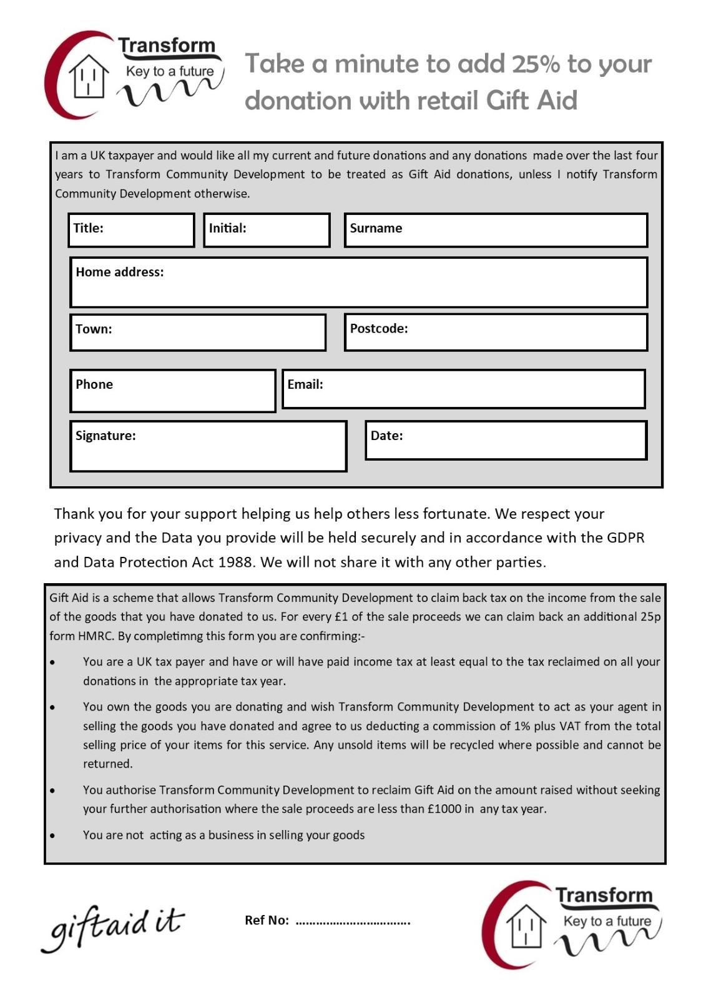 Transform
Key to a future
Take a minute to add 25% to your
donation with retail Gift Aid
I am a UK taxpayer and would like all my current and future donations and any donations  made over the last four
years to Transform Community Development to be treated as Gift Aid donations, unless I notify Transform
Community Development otherwise.
Title:
Initial:
Surname
Home address:
Town:
Postcode:
Phone
Email:
Signature:
Date:
Thank you for your support helping us help others less fortunate. We respect your
privacy and the Data you provide will be held securely and in accordance with the GDPR
and Data Protection Act 1988. We will not share it with any other parties.
Gift Aid is a scheme that allows Transform Community Development to claim back tax on the income from the sale
of the goods that you have donated to us. For every £1 of the sale proceeds we can claim back an additional 25p
form HMRC. By completimng this form you are confirming:-
• You are a UK tax payer and have or will have paid income tax at least equal to the tax reclaimed on all your
donations in  the appropriate tax year.
• You own the goods you are donating and wish Transform Community Development to act as your agent in
selling the goods you have donated and agree to us deducting a commission of 1% plus VAT from the total
selling price of your items for this service. Any unsold items will be recycled where possible and cannot be
returned.
• You authorise Transform Community Development to reclaim Gift Aid on the amount raised without seeking
your further authorisation where the sale proceeds are less than £1000 in  any tax year.
• You are not  acting as a business in selling your goods
giftaid it
Ref No: ……………………………
Transform
Key to a future